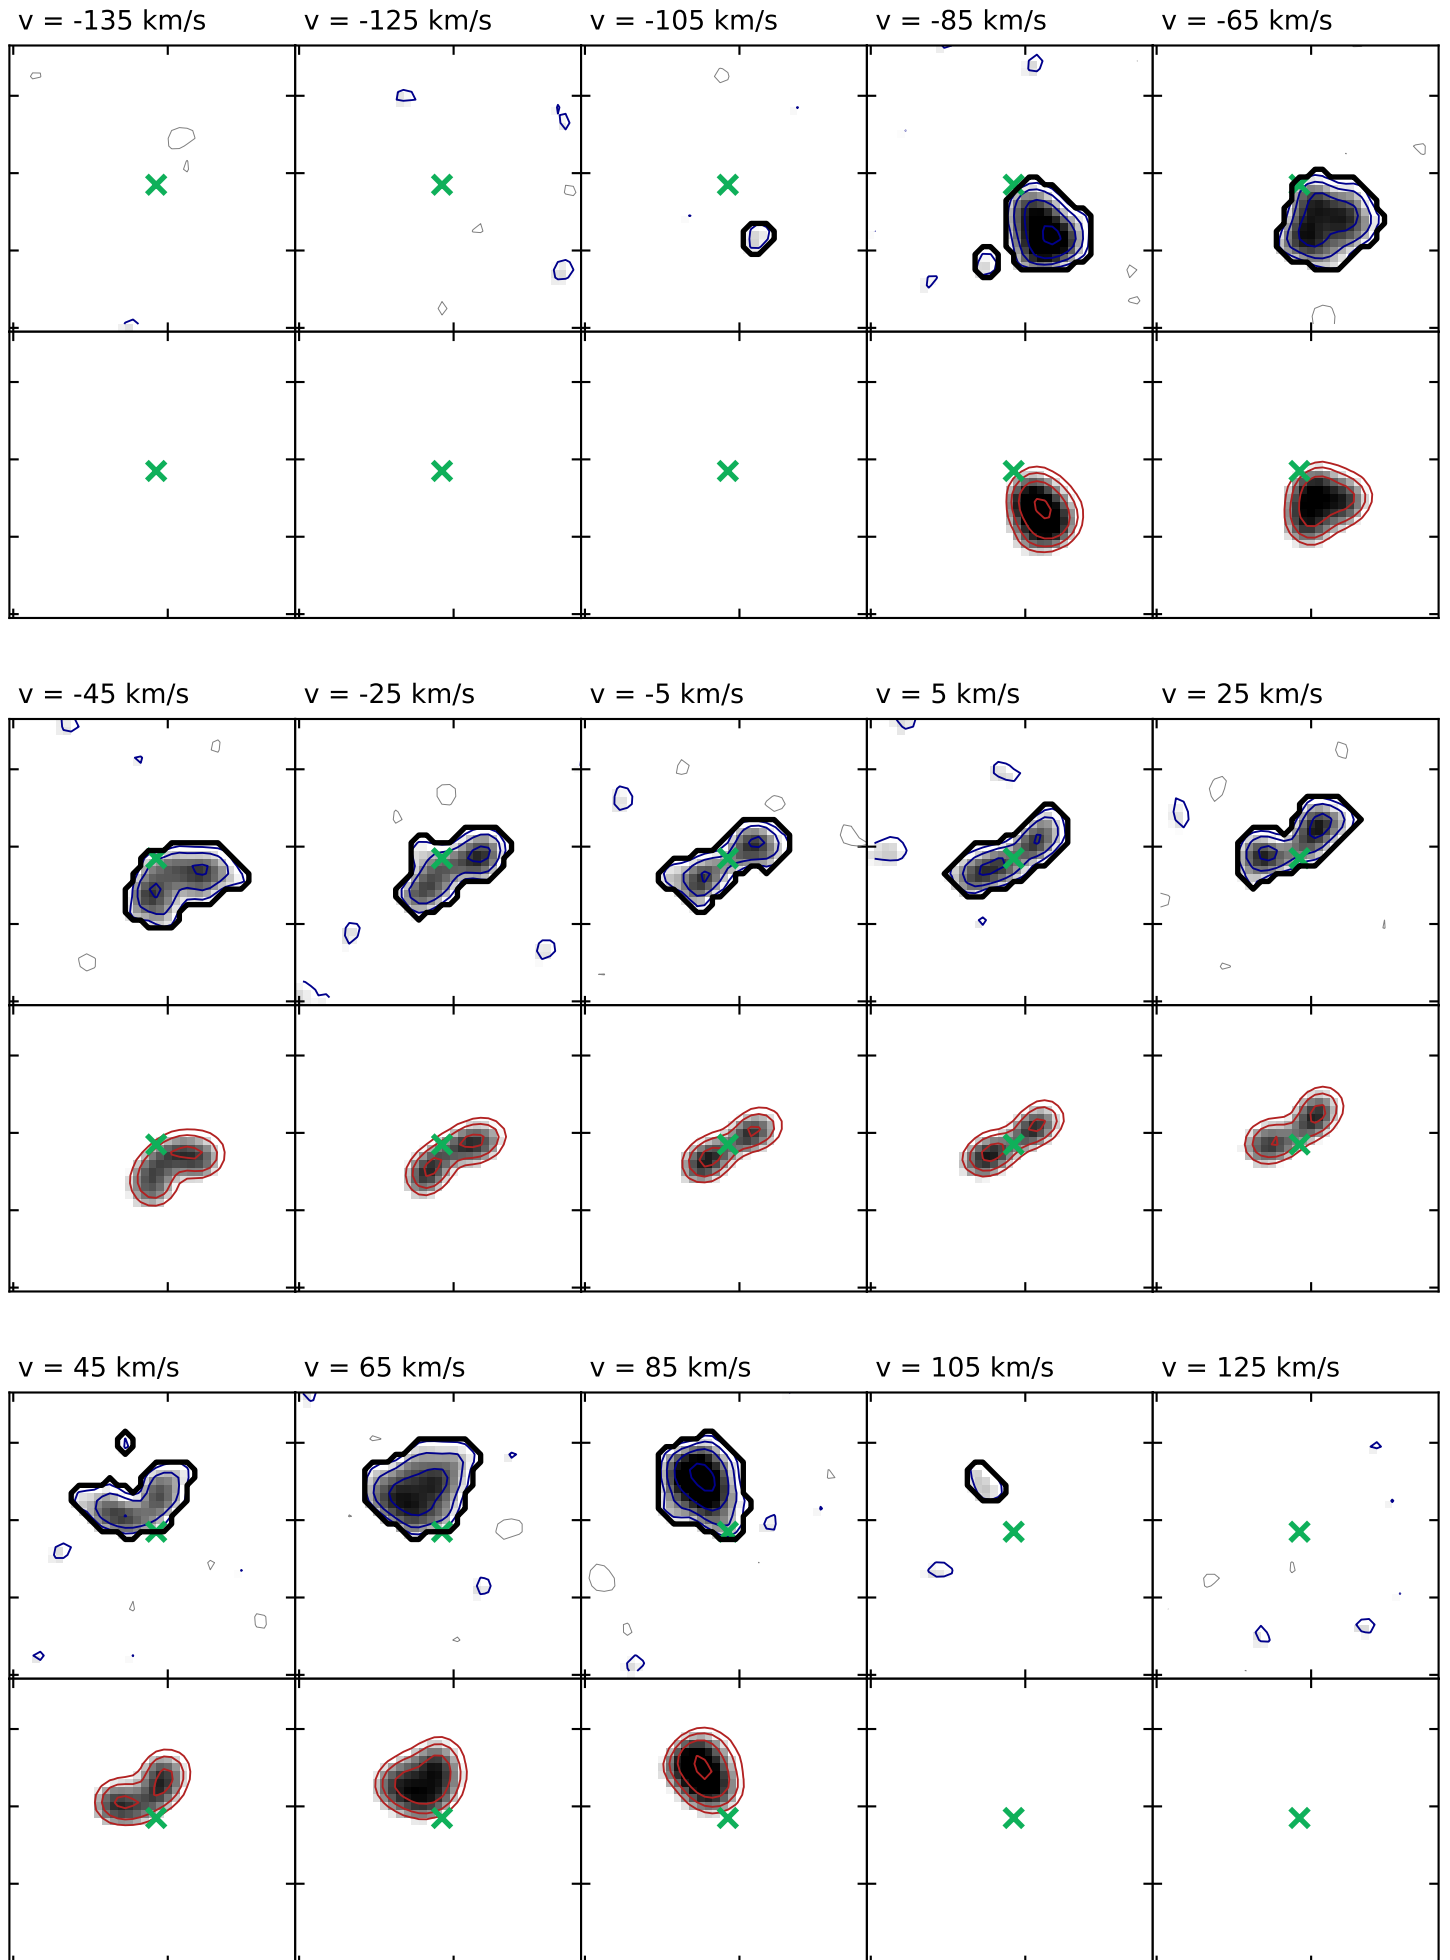 v = -135 km/s
v = -125 km/s
v = -105 km/s
v = -85 km/s
v = -65 km/s
v = -45 km/s
v = -25 km/s
v = -5 km/s
v = 5 km/s
v = 25 km/s
v = 45 km/s
v = 65 km/s
v = 85 km/s
v = 105 km/s
v = 125 km/s